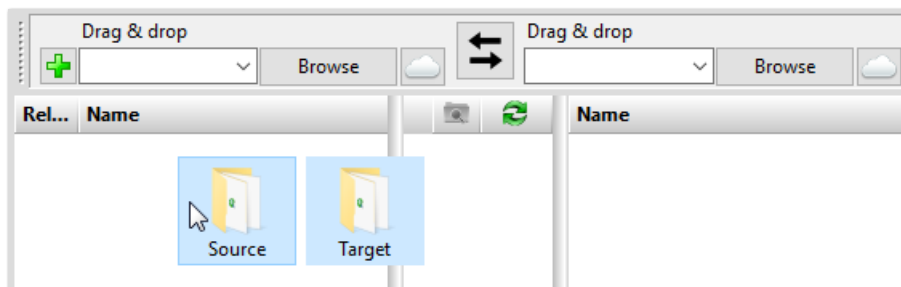 Drag & drop Drag & drop
Browse Browse
Rel... Name Name
Source Target